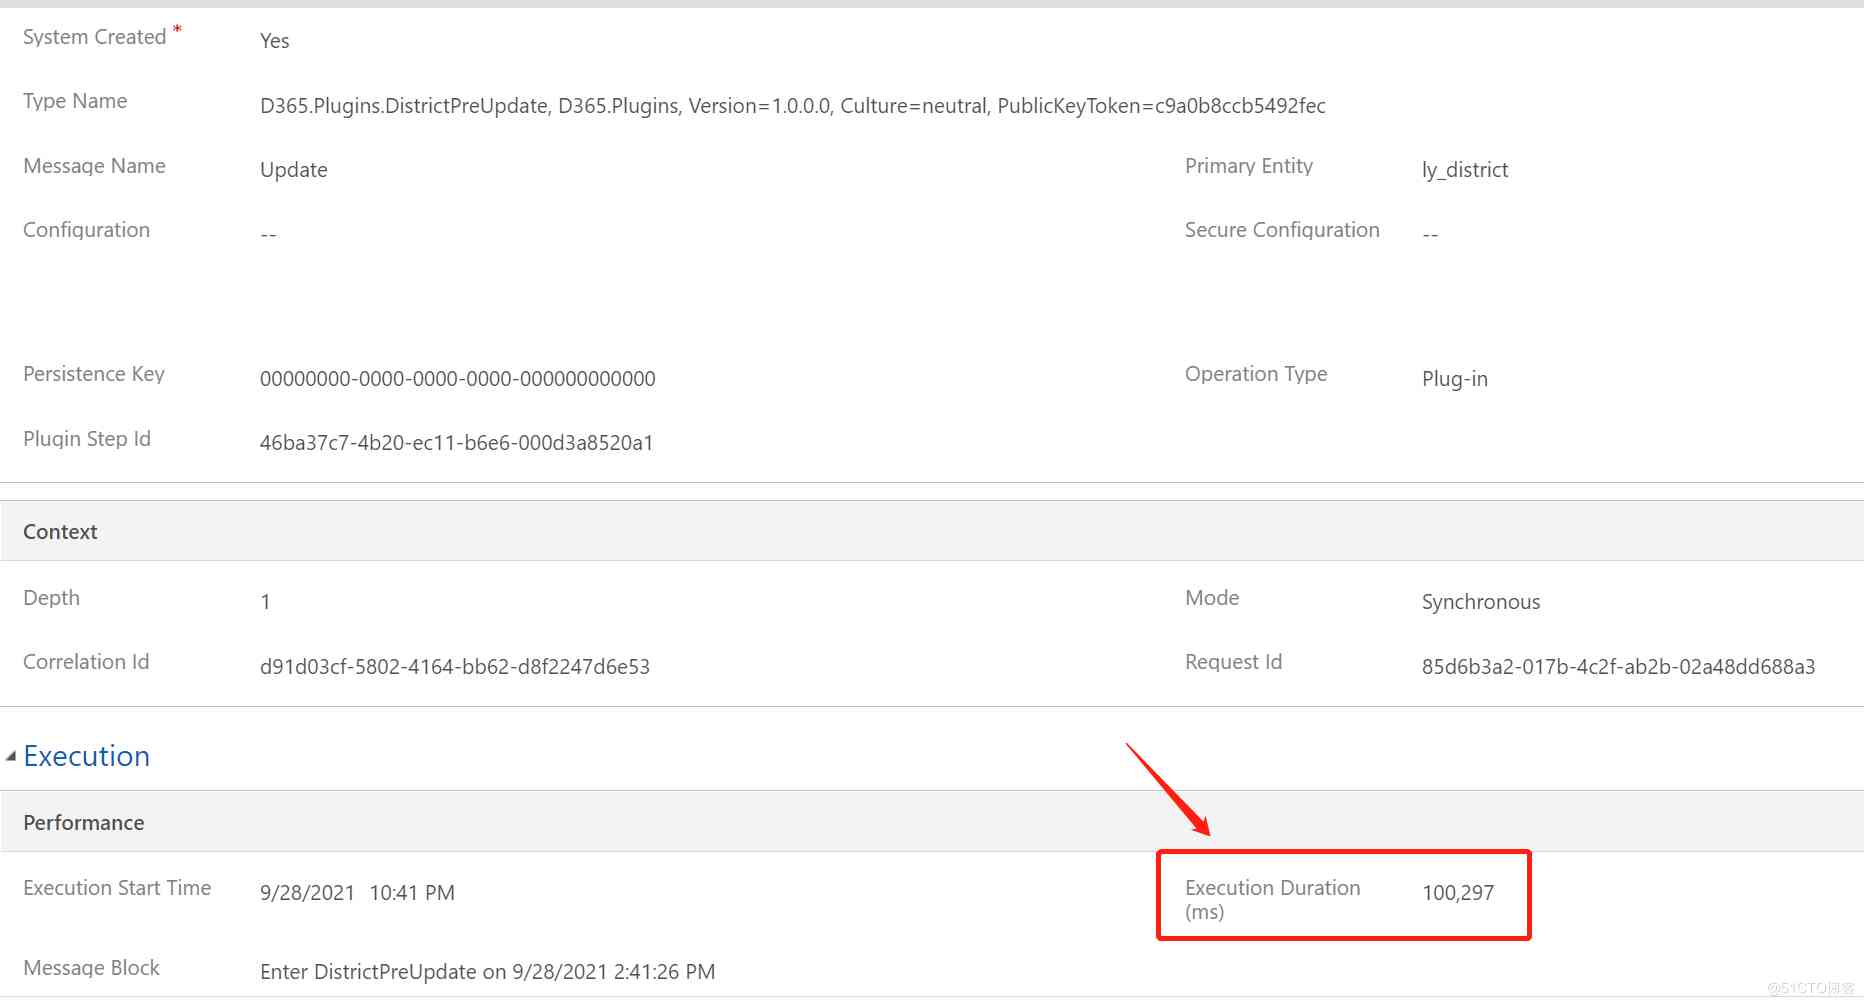 System Created *
Yes
Type Name
D365.Plugins.DistrictPreUpdate, D365.Plugins, Version=1.0.0.0, Culture=neutral, PublicKeyToken=c9a0b8ccb5492fec
Message Name
Update
Primary Entity
ly_district
Configuration
--
Secure Configuration
--
Persistence Key
00000000-0000-0000-0000-000000000000
Operation Type
Plug-in
Plugin Step Id
46ba37c7-4b20-ec11-b6e6-000d3a8520a1
Context
Depth
1
Mode
Synchronous
Correlation Id
d91d03cf-5802-4164-bb62-d8f2247d6e53
Request Id
85d6b3a2-017b-4c2f-ab2b-02a48dd688a3
Execution
Performance
Execution Start Time
9/28/2021 10:41 PM
Execution Duration
(ms)
100,297
Message Block
Enter DistrictPreUpdate on 9/28/2021 2:41:26 PM
@51CTO博客